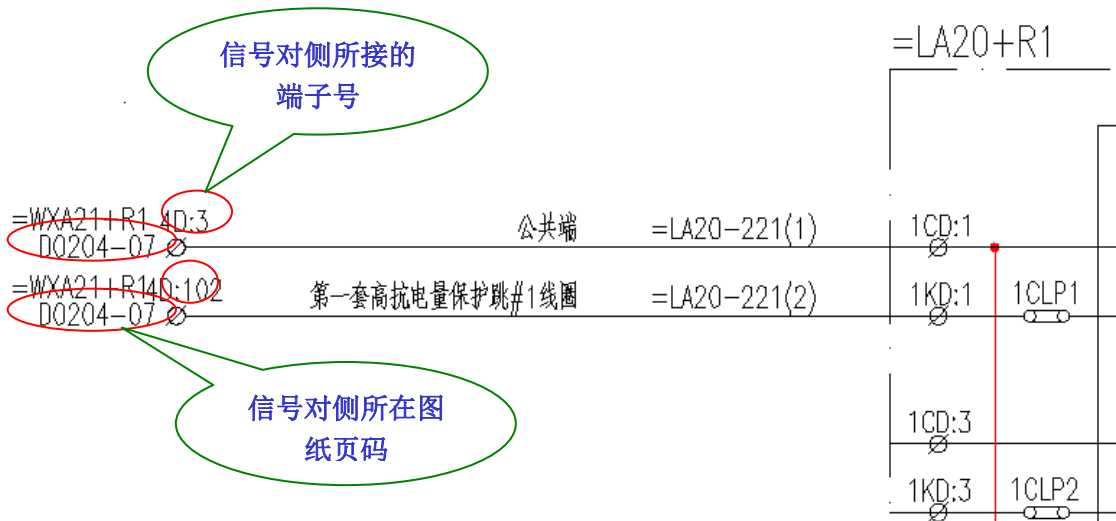 信号对侧所接的
端子号
=LA20+R1
=WXA21+R1 4D:3
D0204-07
公共端
=LA20-221(1)
1CD:1
=WXA21+R14D:102
D0204-07
第一套高抗电量保护跳#1线圈
=LA20-221(2)
1KD:1
1CLP1
信号对侧所在图
纸页码
1CD:3
1KD:3
1CLP2